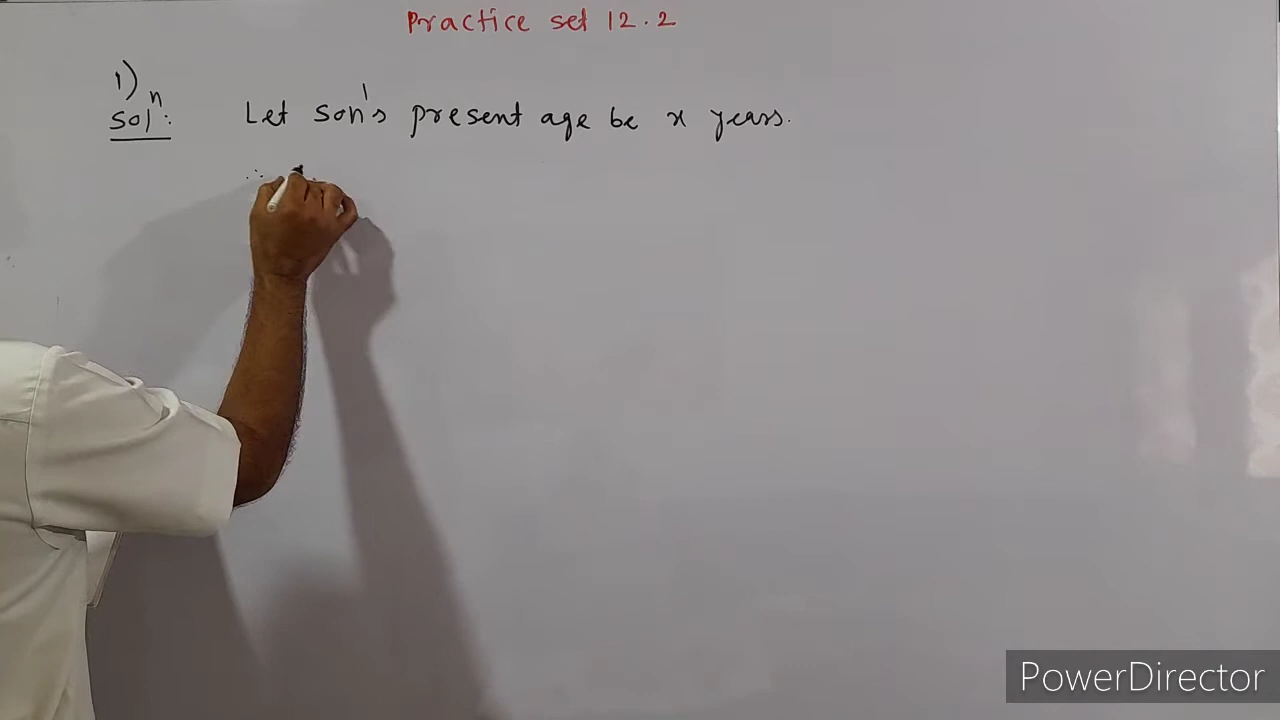 Practice set 12.2
1)
Solⁿ: Let son's present age be x years.
∴
PowerDirector